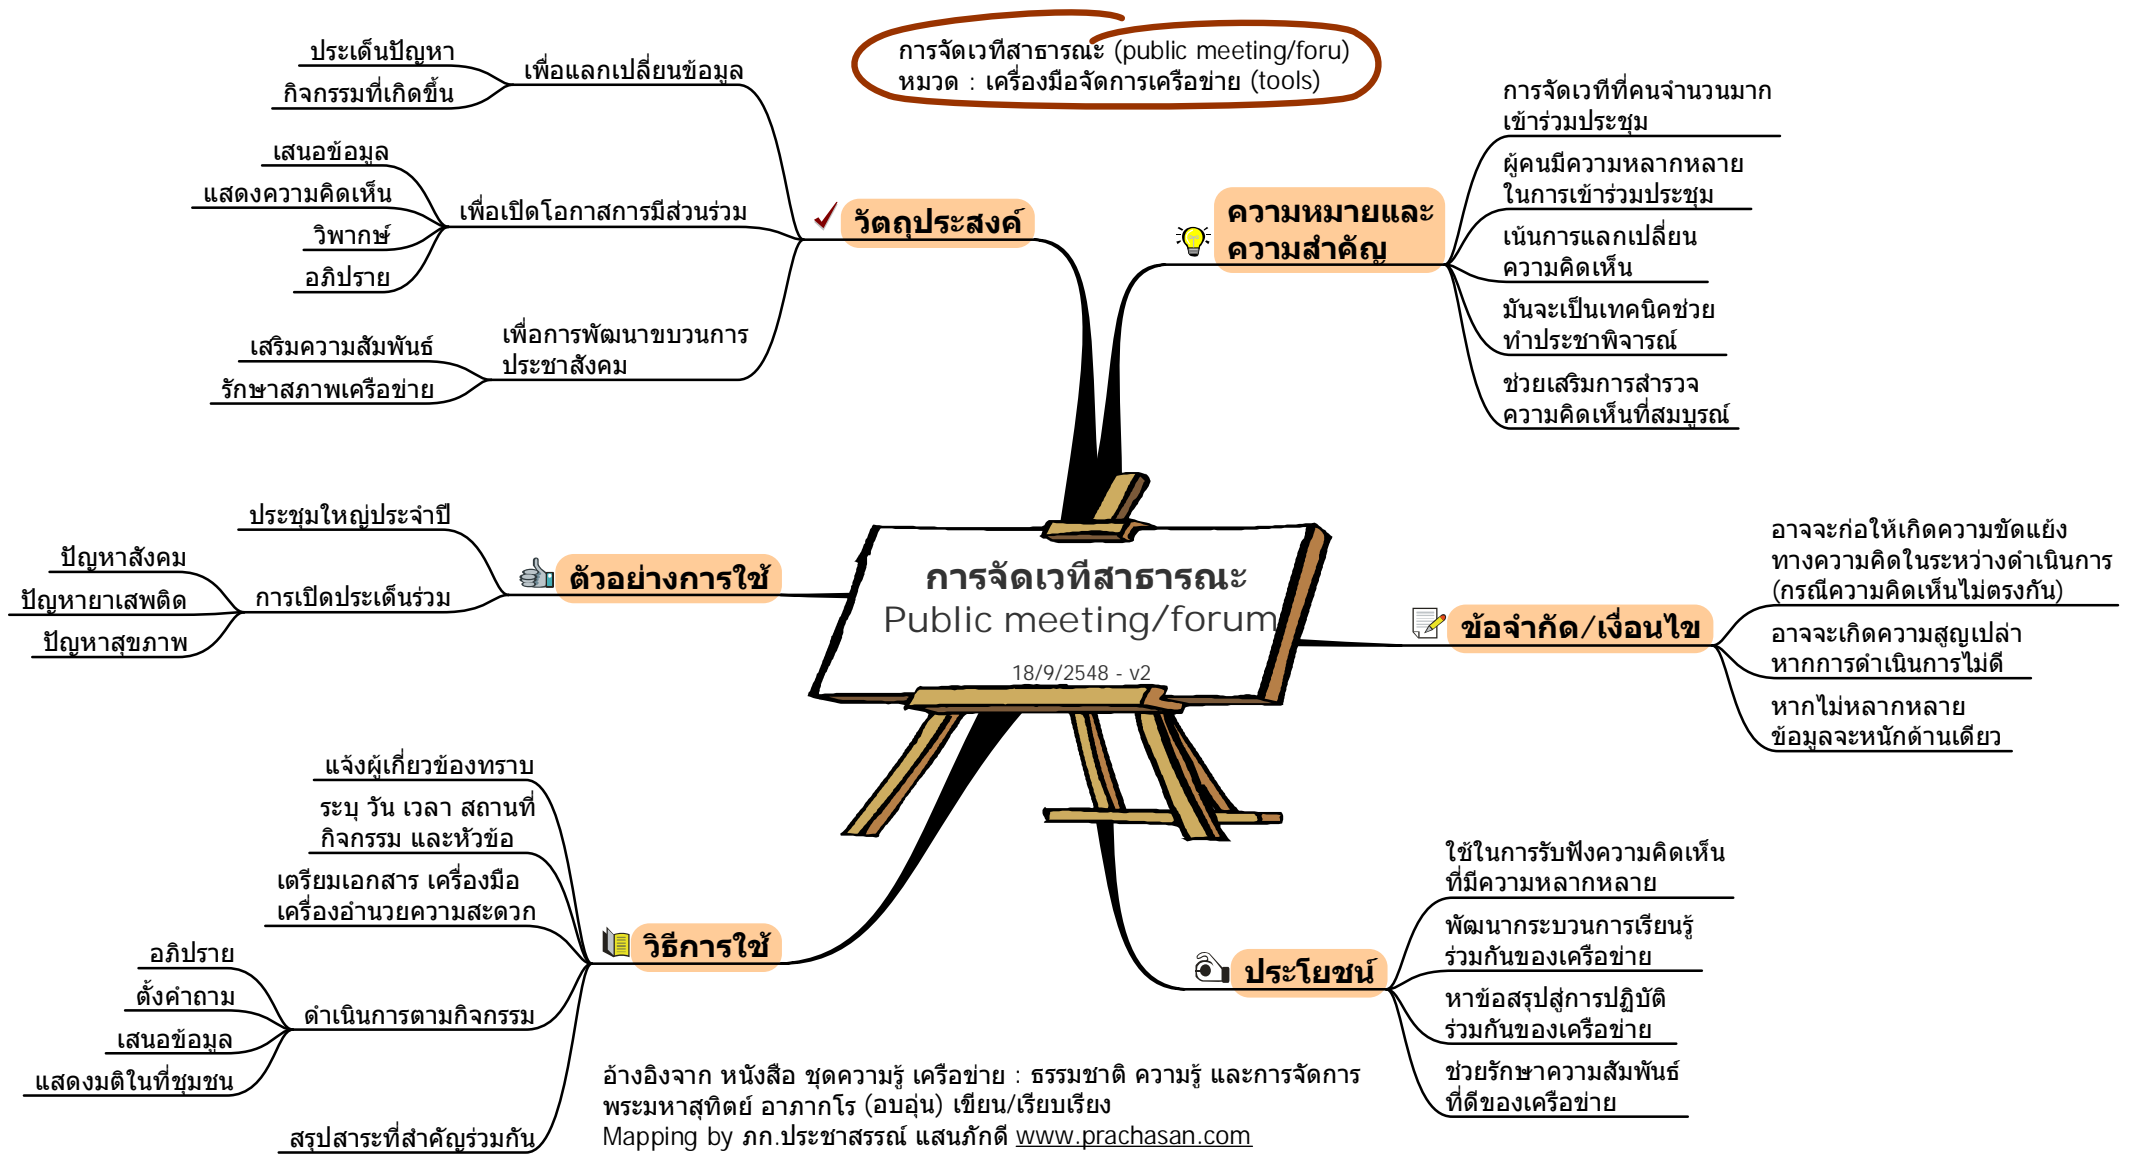 การจัดเวทีสาธารณะ (public meeting/foru)
หมวด : เครื่องมือจัดการเครือข่าย (tools)
การจัดเวทีสาธารณะ
Public meeting/forum
18/9/2548 - v2
ความหมายและ
ความสำคัญ
การจัดเวทีที่คนจำนวนมาก
เข้าร่วมประชุม
ผู้คนมีความหลากหลาย
ในการเข้าร่วมประชุม
เน้นการแลกเปลี่ยน
ความคิดเห็น
มันจะเป็นเทคนิคช่วย
ทำประชาพิจารณ์
ช่วยเสริมการสำรวจ
ความคิดเห็นที่สมบูรณ์
ข้อจำกัด/เงื่อนไข
อาจจะก่อให้เกิดความขัดแย้ง
ทางความคิดในระหว่างดำเนินการ
(กรณีความคิดเห็นไม่ตรงกัน)
อาจจะเกิดความสูญเปล่า
หากการดำเนินการไม่ดี
หากไม่หลากหลาย
ข้อมูลจะหนักด้านเดียว
ประโยชน์
ใช้ในการรับฟังความคิดเห็น
ที่มีความหลากหลาย
พัฒนากระบวนการเรียนรู้
ร่วมกันของเครือข่าย
หาข้อสรุปสู่การปฏิบัติ
ร่วมกันของเครือข่าย
ช่วยรักษาความสัมพันธ์
ที่ดีของเครือข่าย
วัตถุประสงค์
เพื่อแลกเปลี่ยนข้อมูล
ประเด็นปัญหา
กิจกรรมที่เกิดขึ้น
เพื่อเปิดโอกาสการมีส่วนร่วม
เสนอข้อมูล
แสดงความคิดเห็น
วิพากษ์
อภิปราย
เพื่อการพัฒนาขบวนการ
ประชาสังคม
เสริมความสัมพันธ์
รักษาสภาพเครือข่าย
ตัวอย่างการใช้
ประชุมใหญ่ประจำปี
การเปิดประเด็นร่วม
ปัญหาสังคม
ปัญหายาเสพติด
ปัญหาสุขภาพ
วิธีการใช้
แจ้งผู้เกี่ยวข้องทราบ
ระบุ วัน เวลา สถานที่
กิจกรรม และหัวข้อ
เตรียมเอกสาร เครื่องมือ
เครื่องอำนวยความสะดวก
ดำเนินการตามกิจกรรม
อภิปราย
ตั้งคำถาม
เสนอข้อมูล
แสดงมติในที่ชุมชน
สรุปสาระที่สำคัญร่วมกัน
อ้างอิงจาก หนังสือ ชุดความรู้ เครือข่าย : ธรรมชาติ ความรู้ และการจัดการ
พระมหาสุทิตย์ อาภากโร (อบอุ่น) เขียน/เรียบเรียง
Mapping by ภก.ประชาสรรณ์ แสนภักดี www.prachasan.com